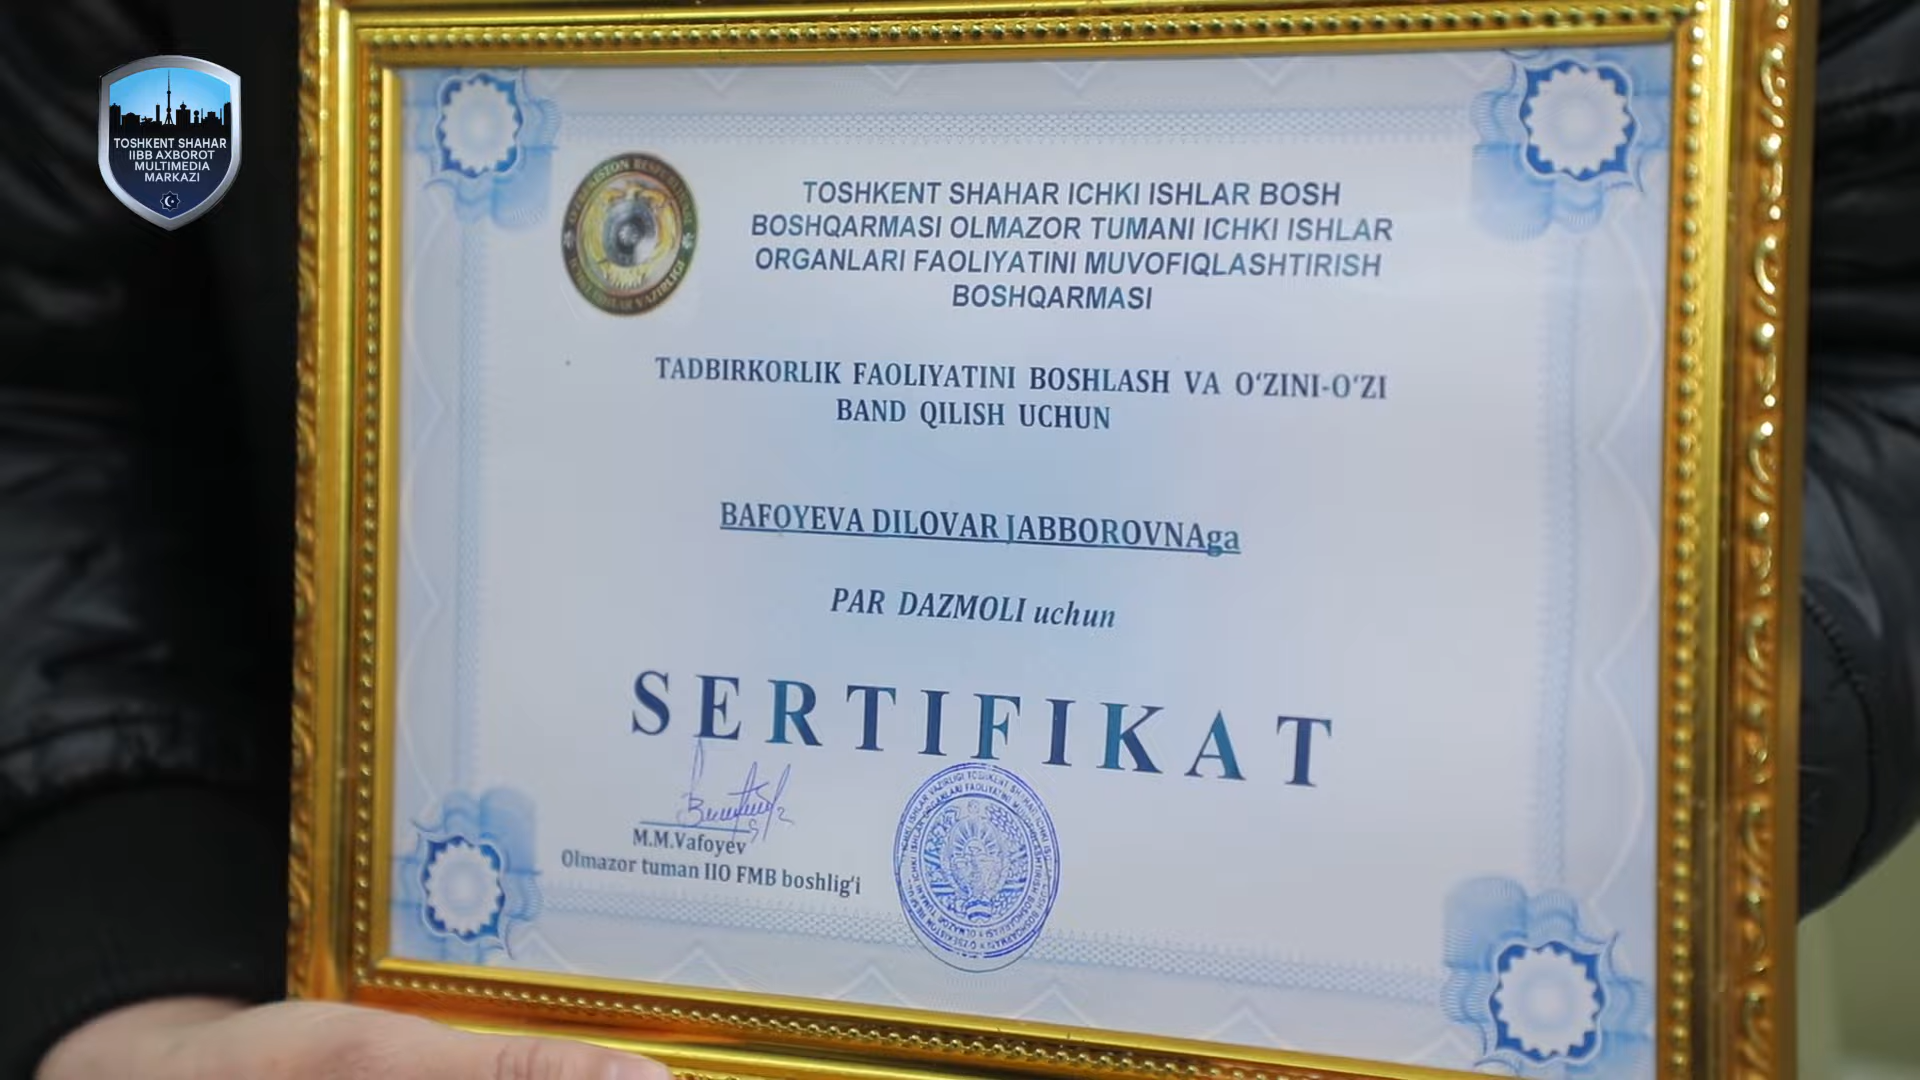 TOSHKENT SHAHAR
IIBB AXBOROT
MULTIMEDIA
MARKAZI
TOSHKENT SHAHAR ICHKI ISHLAR BOSH
BOSHQARMASI OLMAZOR TUMANI ICHKI ISHLAR
ORGANLARI FAOLIYATINI MUVOFIQLASHTIRISH
BOSHQARMASI
TADBIRKORLIK FAOLIYATINI BOSHLASH VA O‘ZINI-O‘ZI
BAND QILISH UCHUN
BAFOYEVA DILOVAR JABBOROVNAga
PAR DAZMOLI uchun
SERTIFIKAT
M.M.Vafoyev
Olmazor tuman IIO FMB boshlig‘i